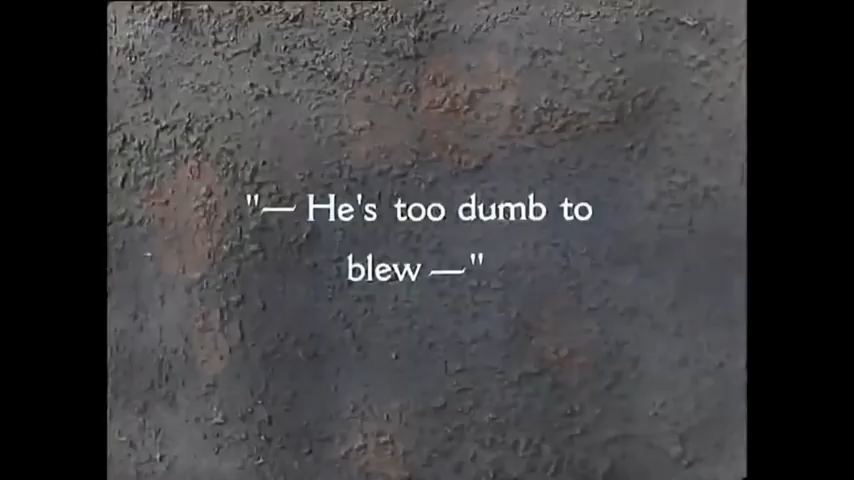 "— He's too dumb to
blew —"